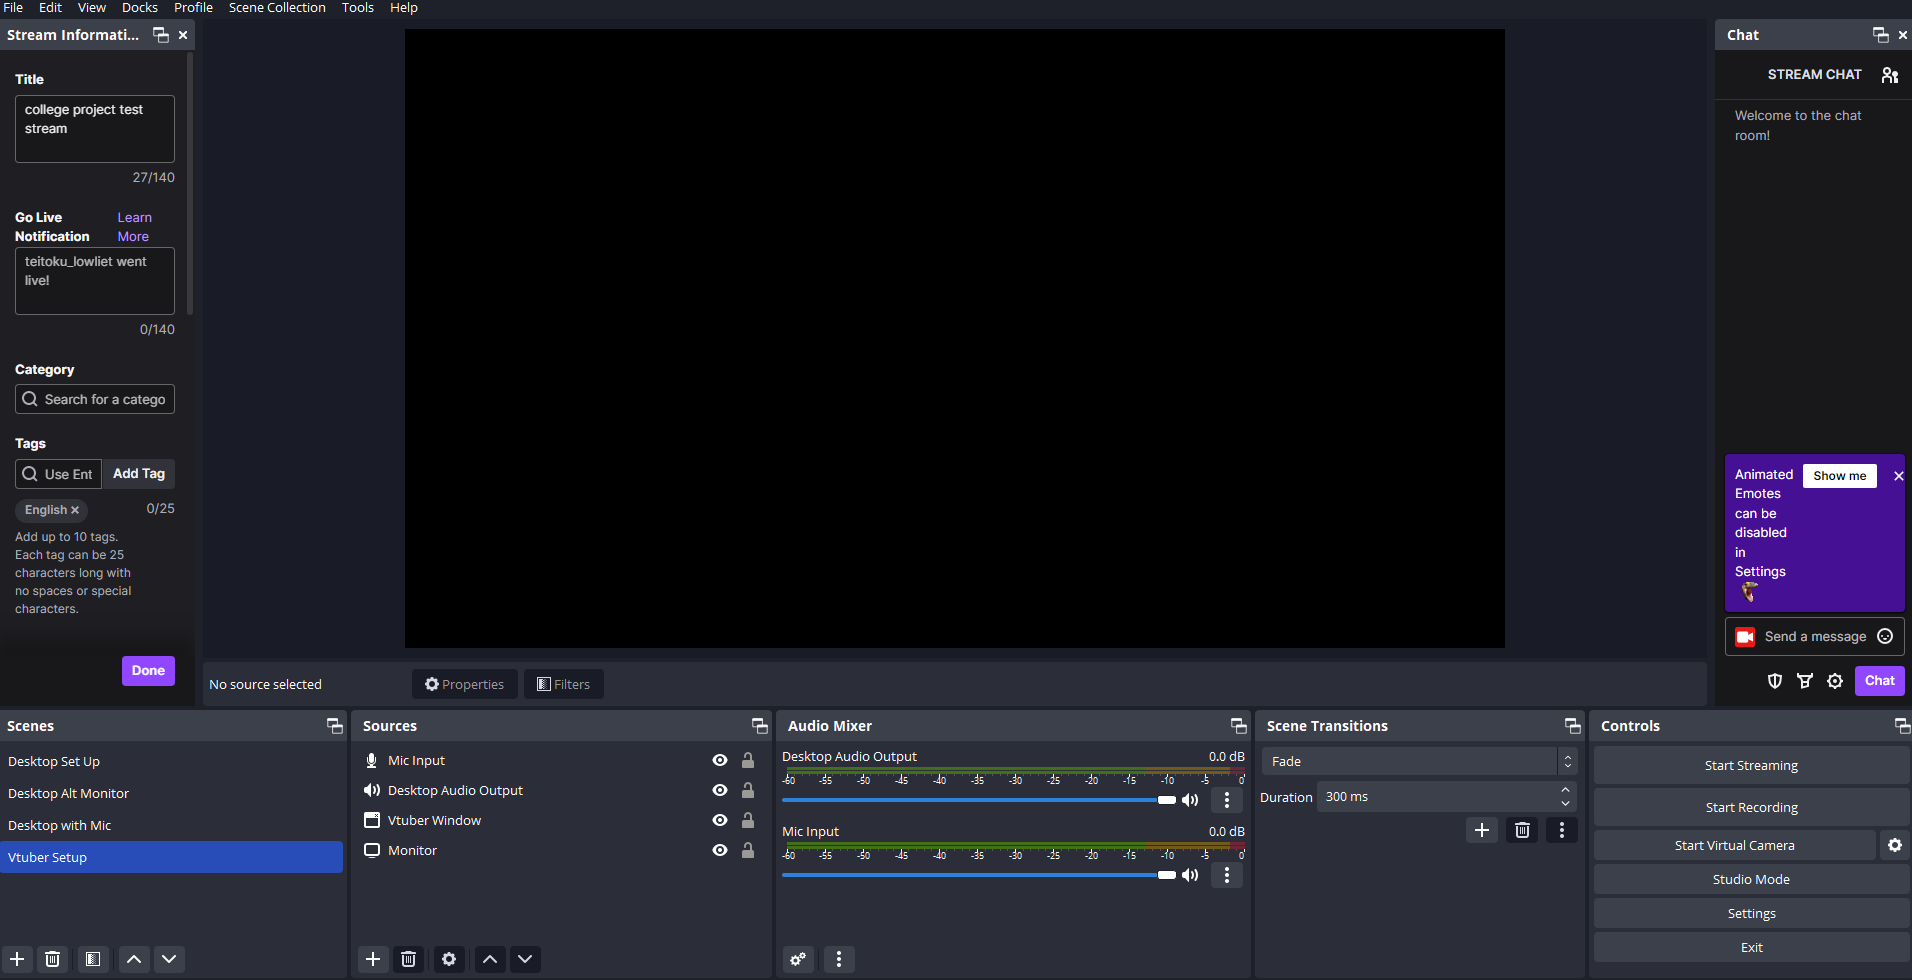 File Edit View Docks Profile Scene Collection Tools Help
Stream Informati...
Title
college project test
stream
27/140
Go Live Learn
Notification More
teitoku_lowliet went
live!
0/140
Category
Search for a catego
Tags
Use Ent Add Tag
English 0/25
Add up to 10 tags.
Each tag can be 25
characters long with
no spaces or special
characters.
Done
No source selected Properties Filters
Chat
STREAM CHAT
Welcome to the chat
room!
Animated Show me
Emotes
can be
disabled
in
Settings
Send a message
Chat
Scenes
Desktop Set Up
Desktop Alt Monitor
Desktop with Mic
Vtuber Setup
Sources
Mic Input
Desktop Audio Output
Vtuber Window
Monitor
Audio Mixer
Desktop Audio Output 0.0 dB
-60 -55 -50 -45 -40 -35 -30 -25 -20 -15 -10 -5 0
Mic Input 0.0 dB
-60 -55 -50 -45 -40 -35 -30 -25 -20 -15 -10 -5 0
Scene Transitions
Fade
Duration 300 ms
Controls
Start Streaming
Start Recording
Start Virtual Camera
Studio Mode
Settings
Exit